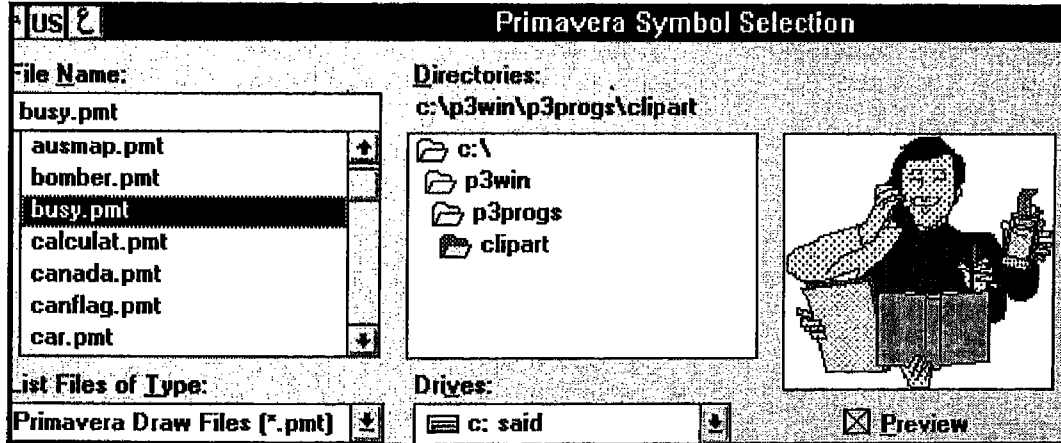 US Primavera Symbol Selection
File Name:
busy.pmt
ausmap.pmt
bomber.pmt
busy.pmt
calculat.pmt
canada.pmt
canflag.pmt
car.pmt
List Files of Type:
Primavera Draw Files (*.pmt)
Directories:
c:\p3win\p3progs\clipart
c:\
p3win
p3progs
clipart
Drives:
c: said
Preview